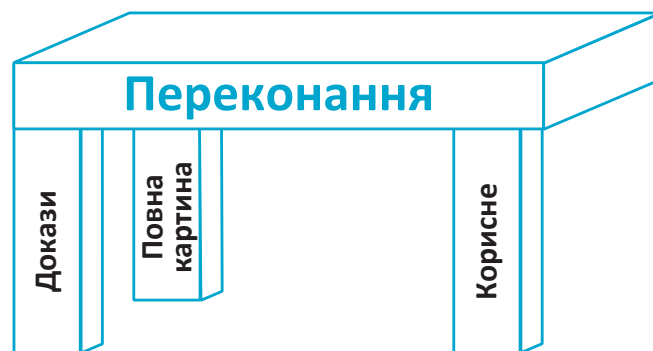 Переконання
Докази
Повна
картина
Корисне